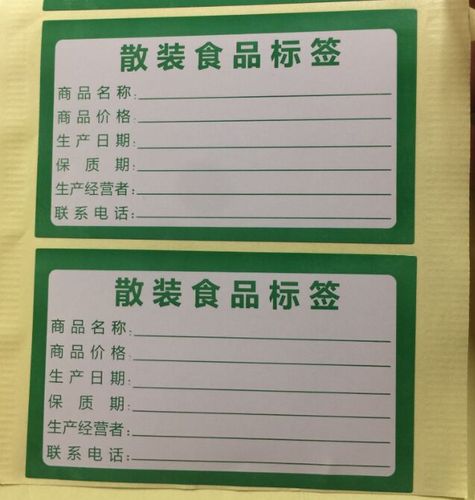 散装食品标签
商品名称:
商品价格:
生产日期:
保质期:
生产经营者:
联系电话:
散装食品标签
商品名称:
商品价格:
生产日期:
保质期:
生产经营者:
联系电话: